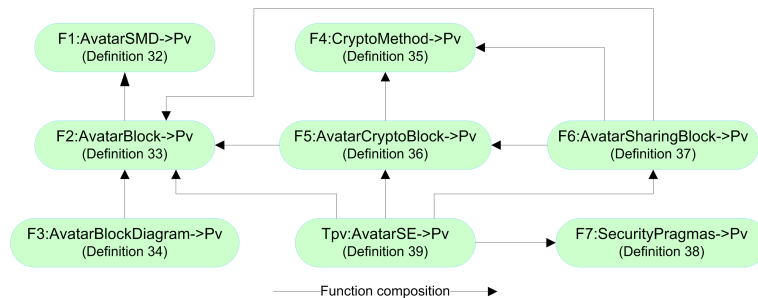 F1:AvatarSMD->Pv
(Definition 32)
F4:CryptoMethod->Pv
(Definition 35)
F2:AvatarBlock->Pv
(Definition 33)
F5:AvatarCryptoBlock->Pv
(Definition 36)
F6:AvatarSharingBlock->Pv
(Definition 37)
F3:AvatarBlockDiagram->Pv
(Definition 34)
Tpv:AvatarSE->Pv
(Definition 39)
F7:SecurityPragmas->Pv
(Definition 38)
Function composition